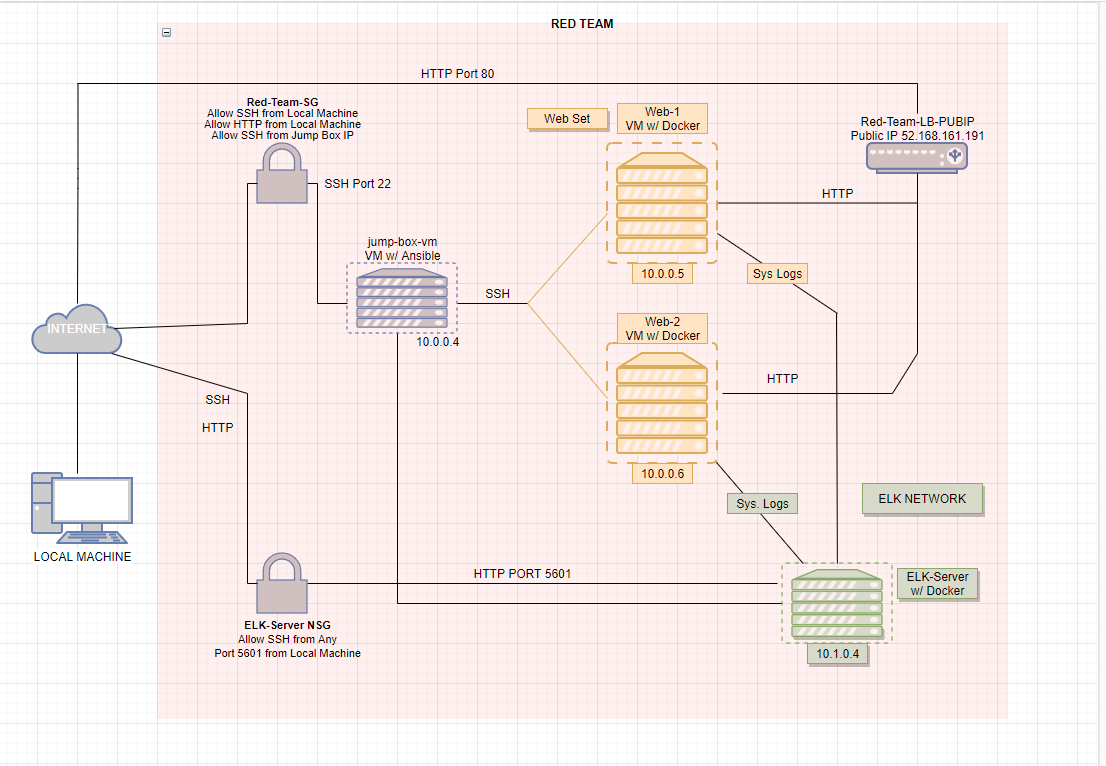 RED TEAM
HTTP Port 80
Red-Team-SG
Allow SSH from Local Machine
Allow HTTP from Local Machine
Allow SSH from Jump Box IP
SSH Port 22
Web Set
Web-1
VM w/ Docker
Red-Team-LB-PUBIP
Public IP 52.168.161.191
HTTP
jump-box-vm
VM w/ Ansible
10.0.0.5
Sys Logs
SSH
10.0.0.4
INTERNET
Web-2
VM w/ Docker
HTTP
SSH
HTTP
10.0.0.6
Sys. Logs
ELK NETWORK
LOCAL MACHINE
HTTP PORT 5601
ELK-Server
w/ Docker
ELK-Server NSG
Allow SSH from Any
Port 5601 from Local Machine
10.1.0.4